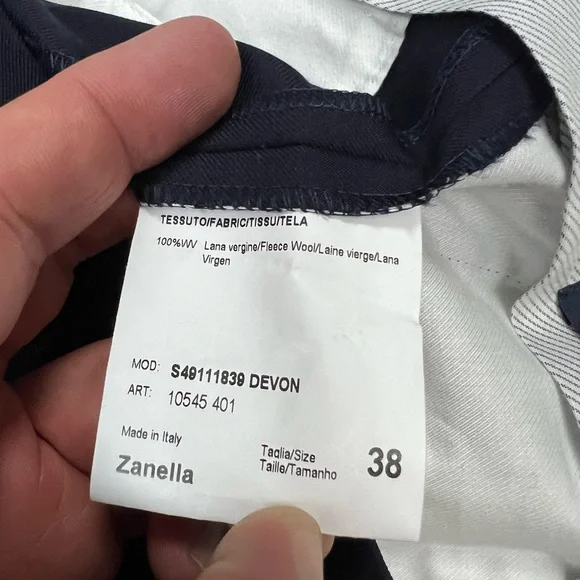 TESSUTO/FABRIC/TISSU/TELA
100%WV Lana vergine/Fleece Wool/Laine vierge/Lana
Virgen
MOD: S49111839 DEVON
ART: 10545 401
Made in Italy
Zanella
Taglia/Size
Taille/Tamanho
38